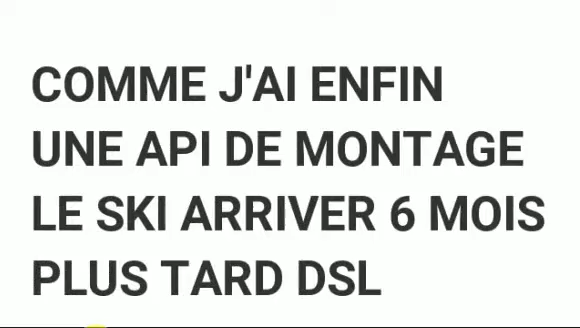 COMME J'AI ENFIN
UNE API DE MONTAGE
LE SKI ARRIVER 6 MOIS
PLUS TARD DSL